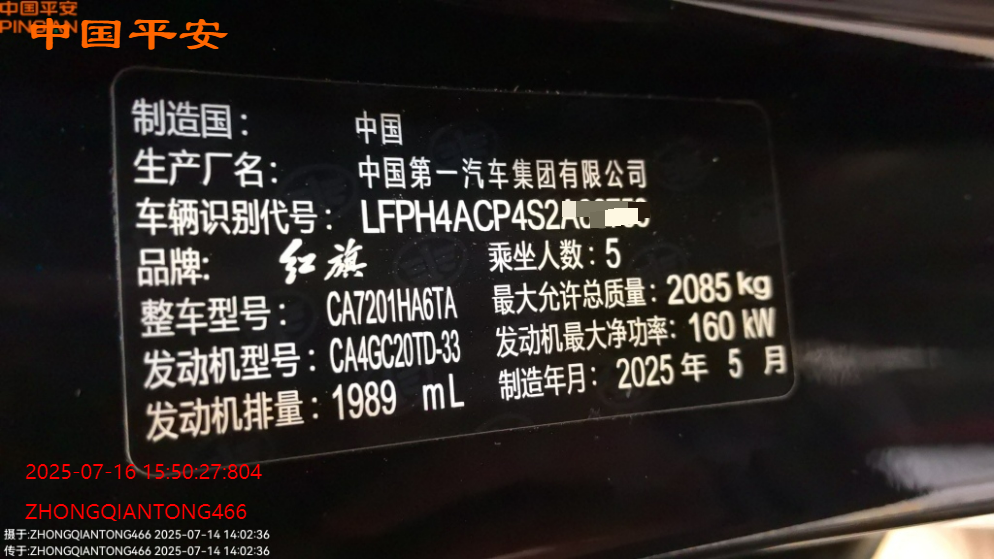 中国平安
PINGAN
中国平安
制造国： 中国
生产厂名： 中国第一汽车集团有限公司
车辆识别代号： LFPH4ACP4S2A
品牌: 红旗 乘坐人数：5
整车型号： CA7201HA6TA 最大允许总质量：2085 kg
发动机型号：CA4GC20TD-33 发动机最大净功率：160 kW
发动机排量：1989 mL 制造年月：2025 年 5 月
2025-07-16 15:50:27:804
ZHONGQIANTONG466
摄于:ZHONGQIANTONG466 2025-07-14 14:02:36
传于:ZHONGQIANTONG466 2025-07-14 14:02:36